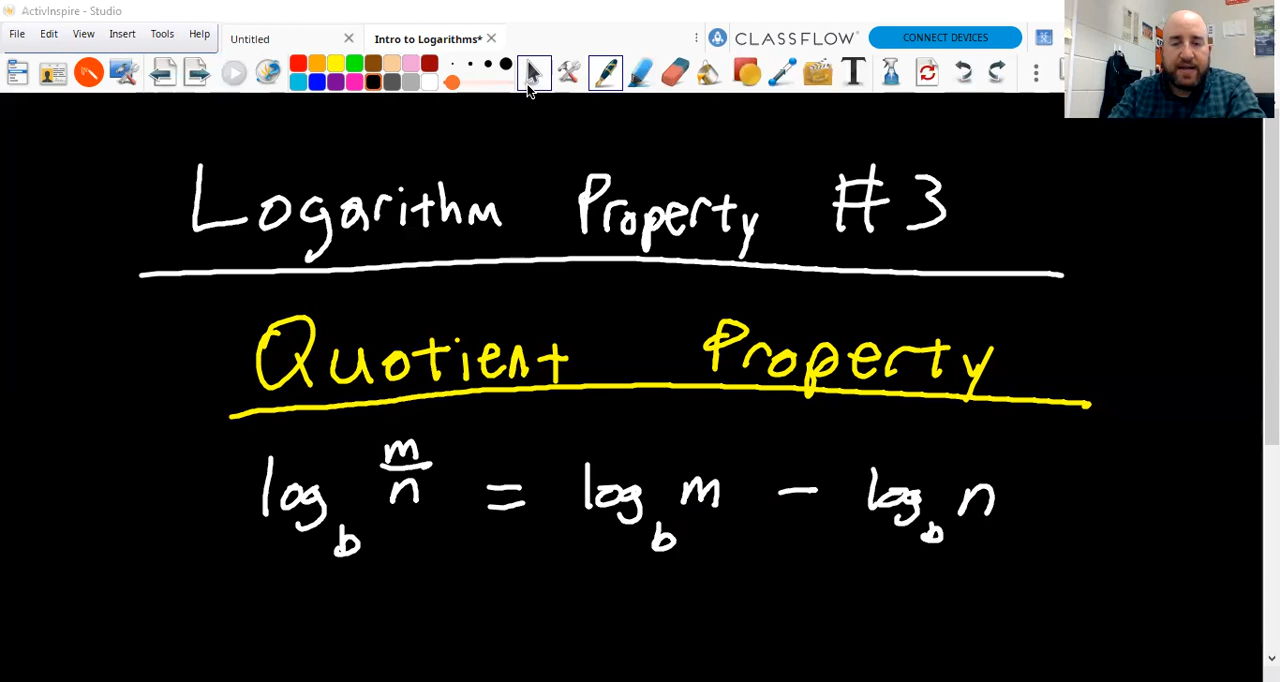 ActivInspire - Studio
File Edit View Insert Tools Help
Untitled
Intro to Logarithms*
CLASSFLOW
CONNECT DEVICES
Logarithm Property #3
Quotient Property
log_b m/n = log_b m - log_b n